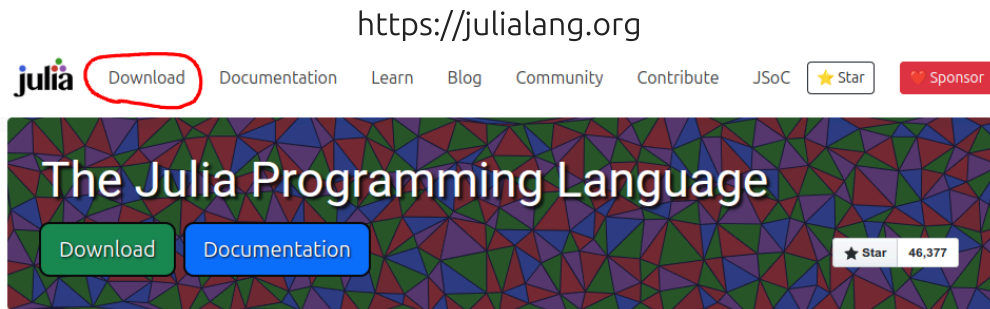 https://julialang.org
julia Download Documentation Learn Blog Community Contribute JSoC Star Sponsor
The Julia Programming Language
Download Documentation
Star 46,377